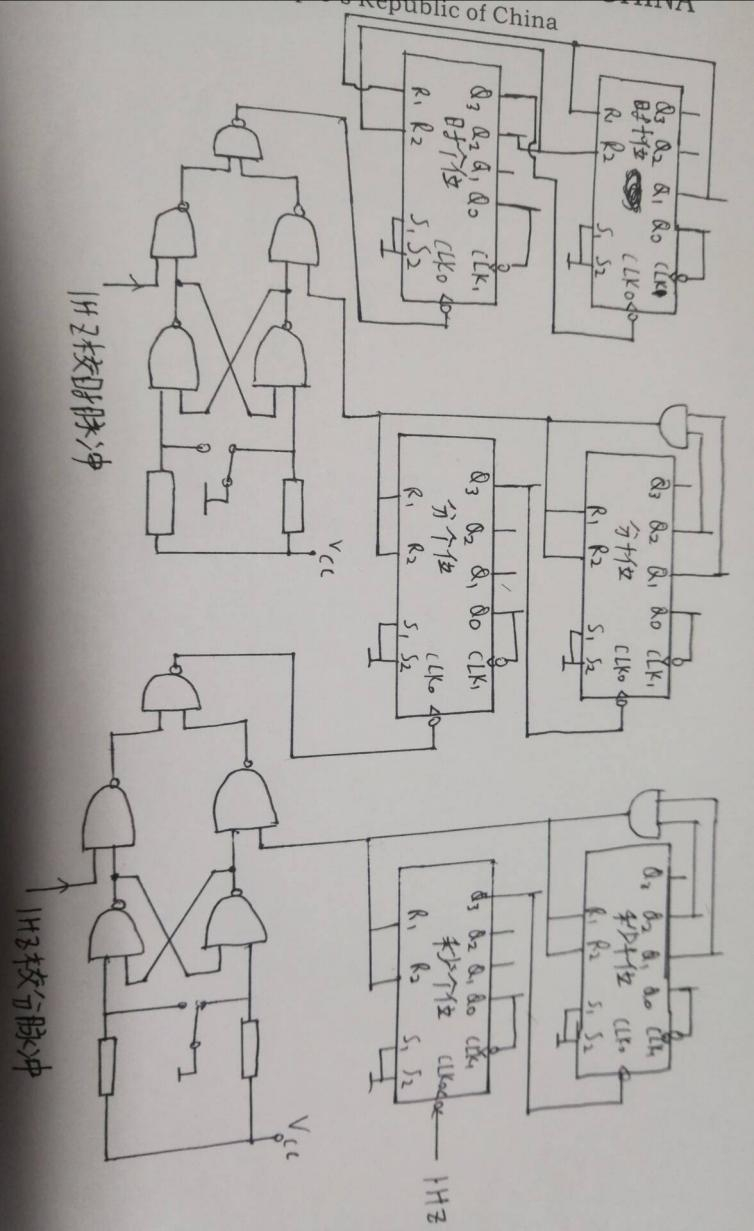 Republic of China
Q3 Q2 Q1 Q0
时十位
R1 R2 S1 S2 CLK0 CLK1
Q3 Q2 Q1 Q0
时个位
R1 R2 S1 S2 CLK0 CLK1
1HZ校时脉冲
VCC
Q3 Q2 Q1 Q0
分十位
R1 R2 S1 S2 CLK0 CLK1
Q3 Q2 Q1 Q0
分个位
R1 R2 S1 S2 CLK0 CLK1
1HZ校分脉冲
VCC
Q2 Q1 Q0
秒十位
R1 R2 S1 S2 CLK0 CLK1
Q3 Q2 Q1 Q0
秒个位
R1 R2 S1 S2 CLK0 CLK1
1HZ